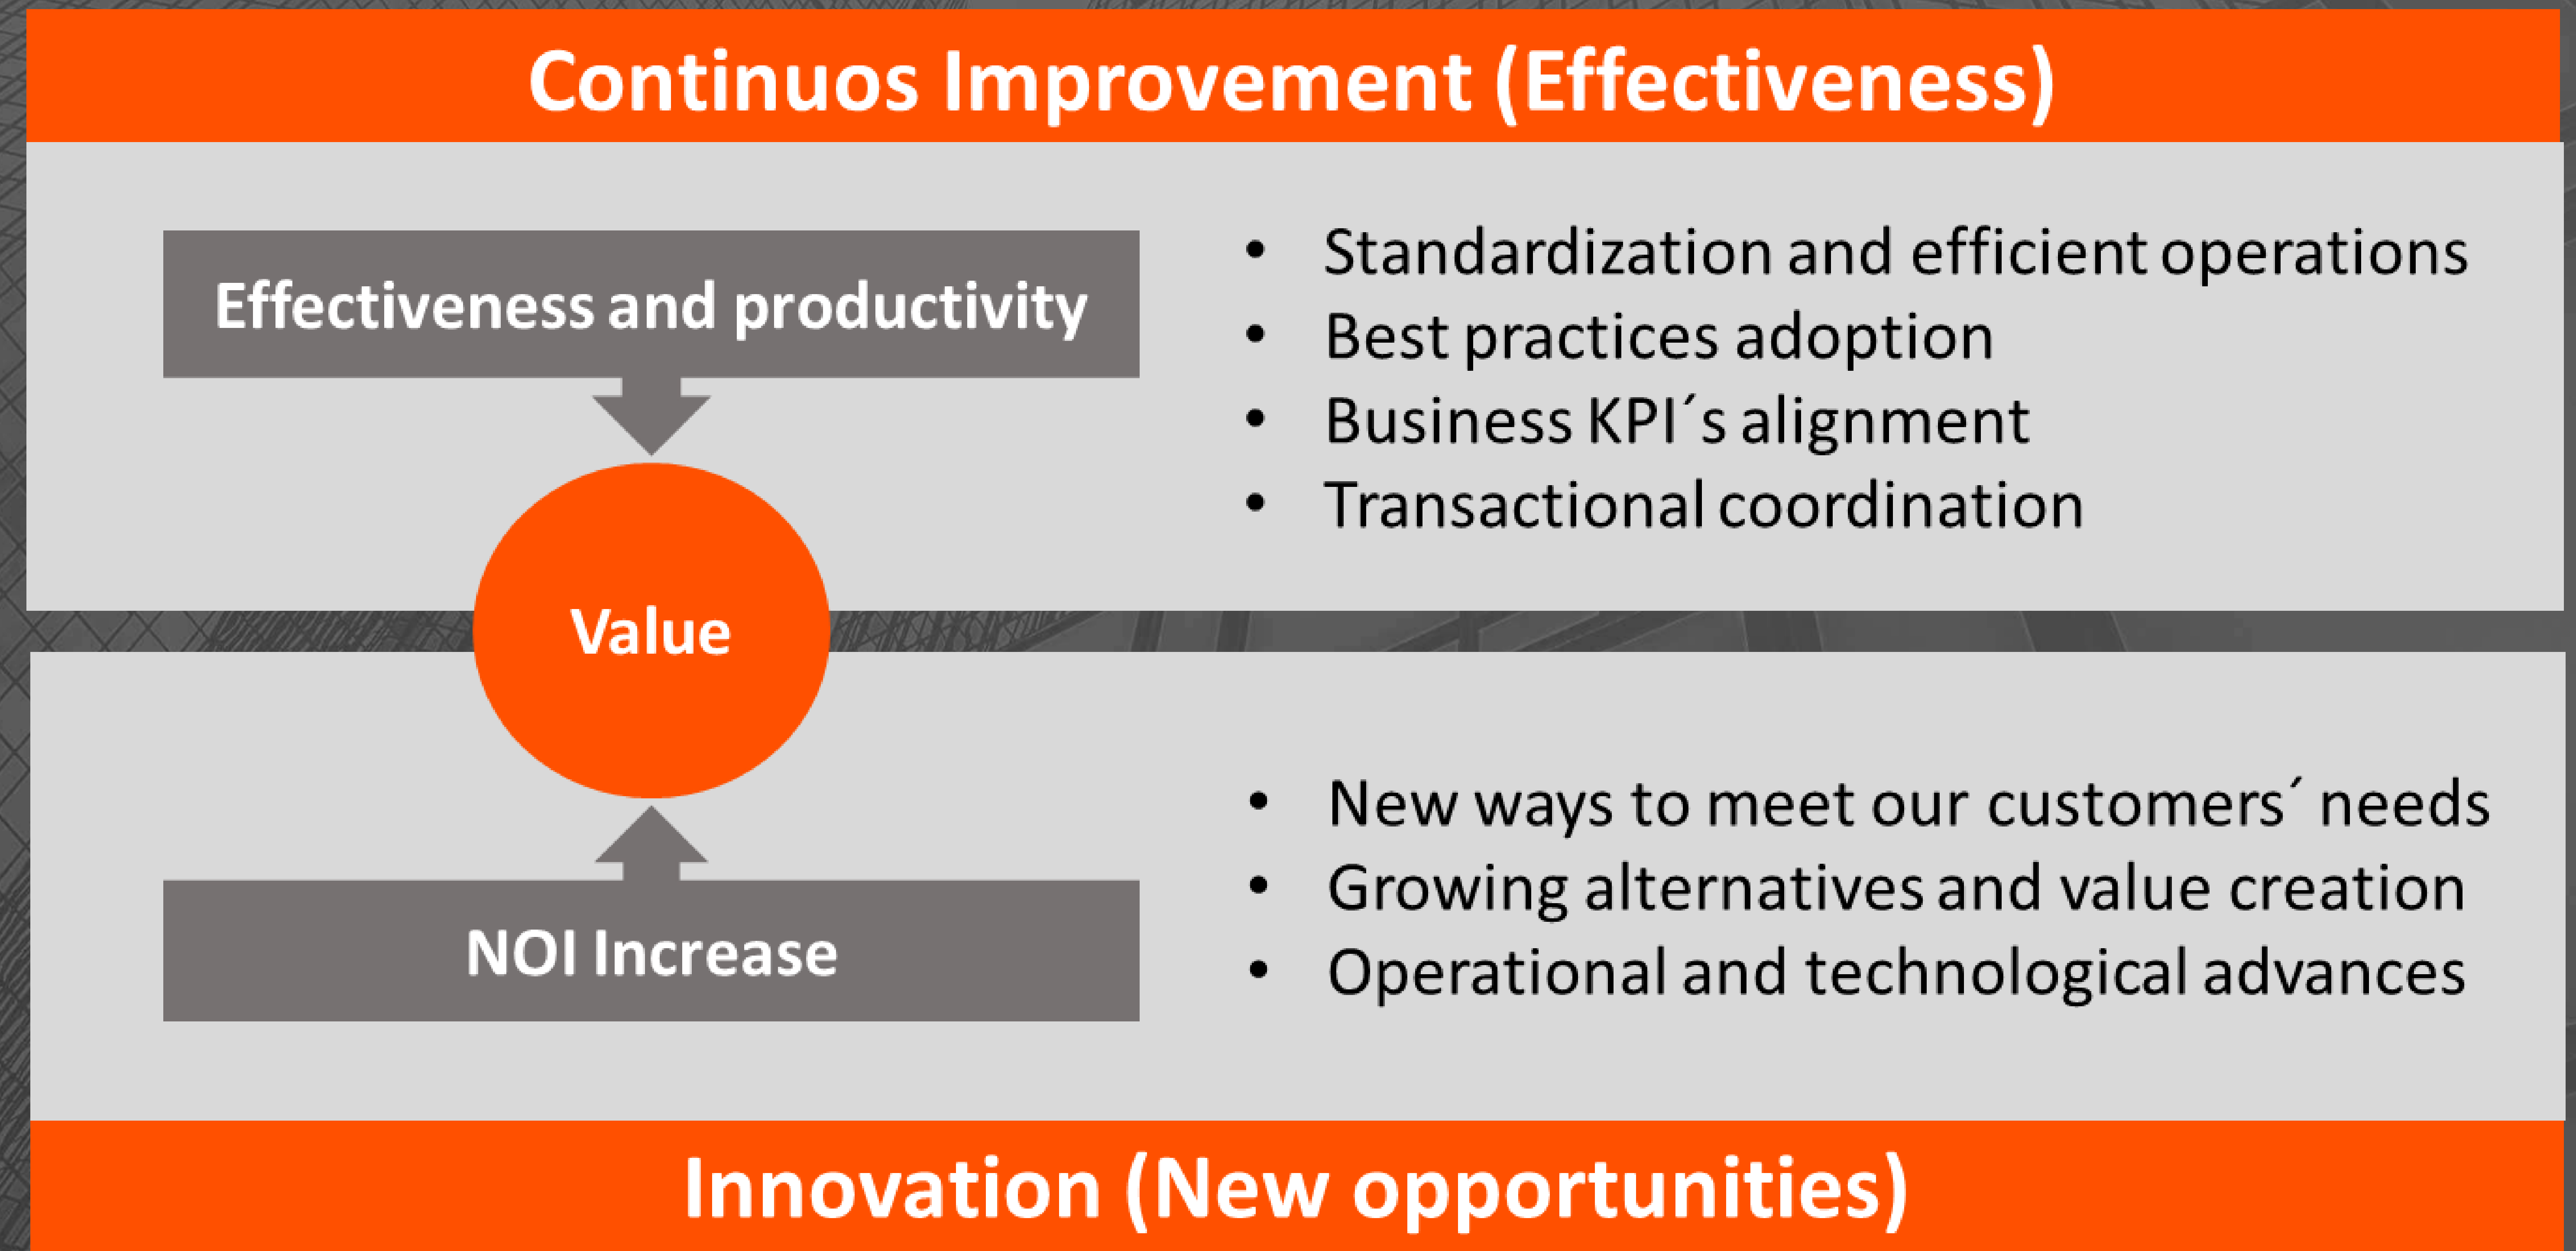 Continuos Improvement (Effectiveness)
Effectiveness and productivity
• Standardization and efficient operations
• Best practices adoption
• Business KPI´s alignment
• Transactional coordination
Value
• New ways to meet our customers´ needs
• Growing alternatives and value creation
• Operational and technological advances
NOI Increase
Innovation (New opportunities)